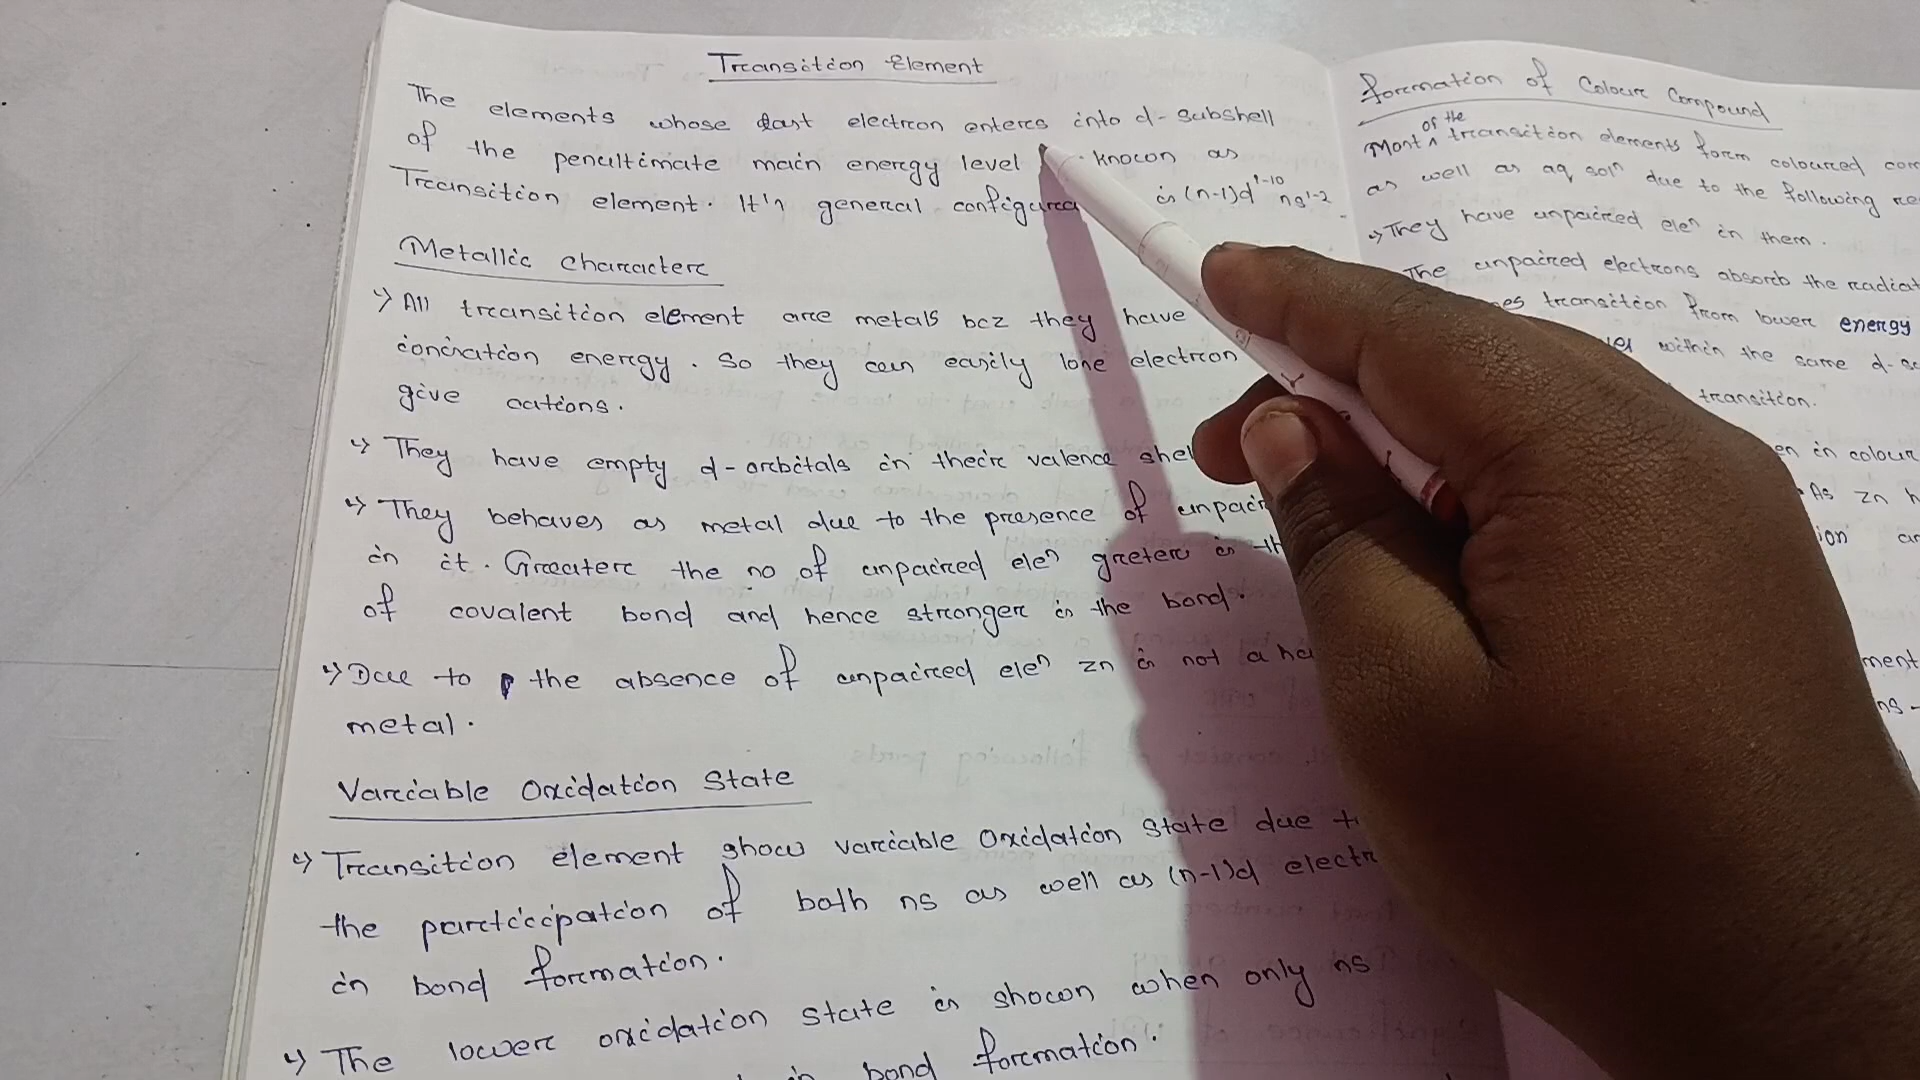 Transition Element
The elements whose last electron enters into d-subshell
of the penultimate main energy level known as
Transition element. It's general configura is (n-1)d¹⁻¹⁰ ns¹⁻²
Metallic character
All transition element are metals bcz they have
ionisation energy. So they can easily lose electron
give cations.
They have empty d-orbitals in their valence shel
They behaves as metal due to the presence of unpair
in it. Greater the no of unpaired eleⁿ greter is th
of covalent bond and hence stronger is the bond.
Due to the absence of unpaired eleⁿ Zn is not a ha
metal.
Variable Oxidation State
Transition element show variable Oxidation State due t
the participation of both ns as well as (n-1)d electr
in bond formation.
The lower oxidation state is shown when only ns
in bond formation.
Formation of Colour Compound
Most of the transition elements form coloured com
as well as aq solⁿ due to the following re
They have unpaired eleⁿ in them.
The unpaired electrons absorb the radiat
es transition from lower energy
within the same d-s
transition.
en in colour
As Zn h
ion ar
ment
ns -